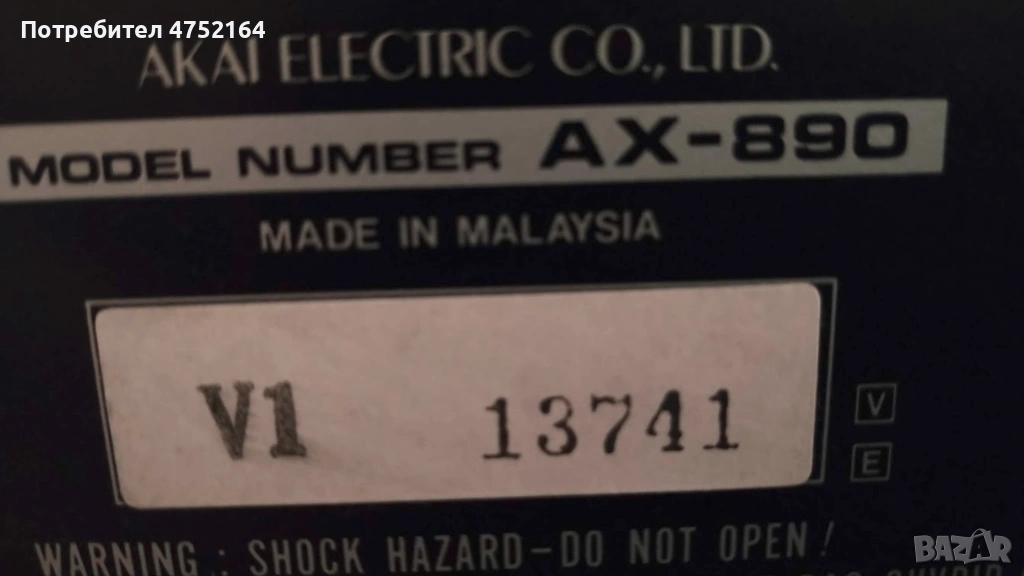 Потребител 4752164
AKAI ELECTRIC CO., LTD.
MODEL NUMBER AX-890
MADE IN MALAYSIA
V1 13741
V
E
WARNING : SHOCK HAZARD-DO NOT OPEN!
BAZAR